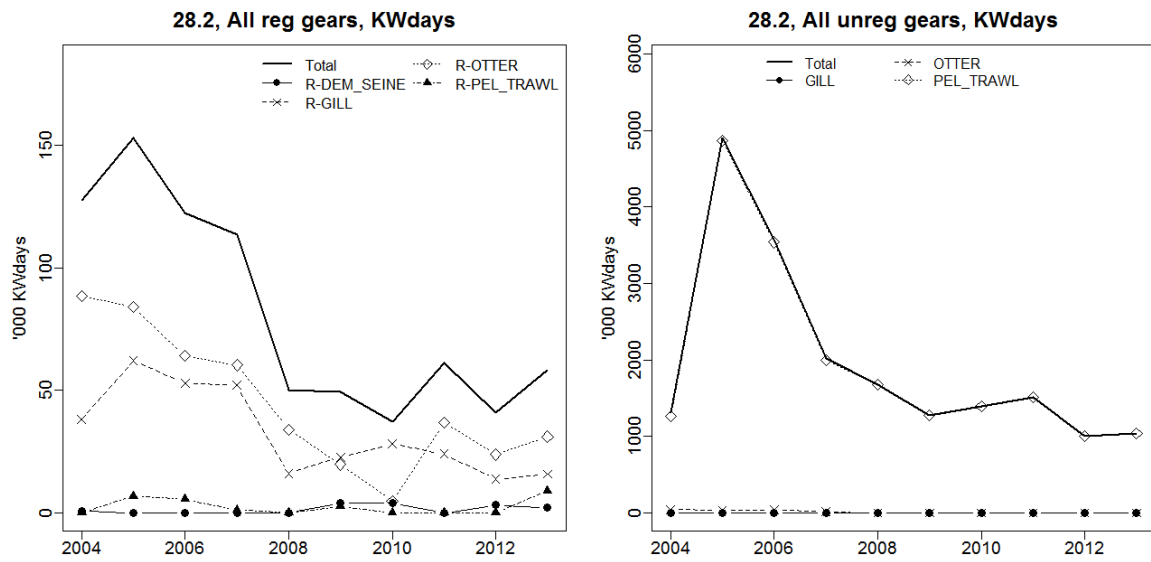 28.2, All reg gears, KWdays
Total
R-DEM_SEINE
R-GILL
R-OTTER
R-PEL_TRAWL
'000 KWdays
150
100
50
0
2004 2006 2008 2010 2012
28.2, All unreg gears, KWdays
Total
GILL
OTTER
PEL_TRAWL
'000 KWdays
6000
5000
4000
3000
2000
1000
0
2004 2006 2008 2010 2012